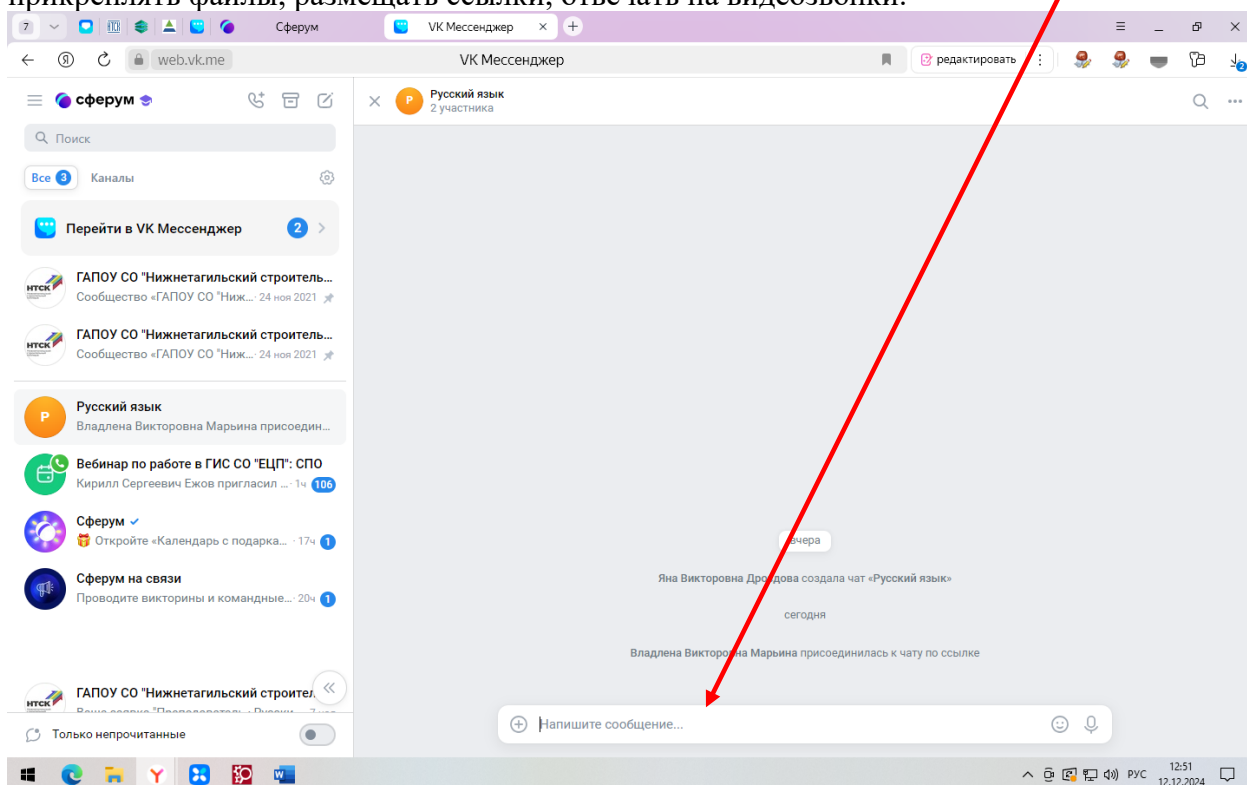 прикреплять файлы, размещать ссылки, отвечать на видеозвонки.
7
Сферум
VK Мессенджер
web.vk.me
VK Мессенджер
редактировать
2
сферум
Русский язык
2 участника
Поиск
Все 3 Каналы
Перейти в VK Мессенджер 2
НТСК
ГАПОУ СО "Нижнетагильский строитель...
Сообщество «ГАПОУ СО "Ниж... · 24 ноя 2021
НТСК
ГАПОУ СО "Нижнетагильский строитель...
Сообщество «ГАПОУ СО "Ниж... · 24 ноя 2021
Р
Русский язык
Владлена Викторовна Марьина присоедин...
Вебинар по работе в ГИС СО "ЕЦП": СПО
Кирилл Сергеевич Ежов пригласил ... · 1ч 106
Сферум
Откройте «Календарь с подарка... · 17ч 1
Сферум на связи
Проводите викторины и командные... · 20ч 1
НТСК
ГАПОУ СО "Нижнетагильский строите
Только непрочитанные
Р
вчера
Яна Викторовна Дроздова создала чат «Русский язык»
сегодня
Владлена Викторовна Марьина присоединилась к чату по ссылке
Напишите сообщение...
РУС
12:51
12.12.2024